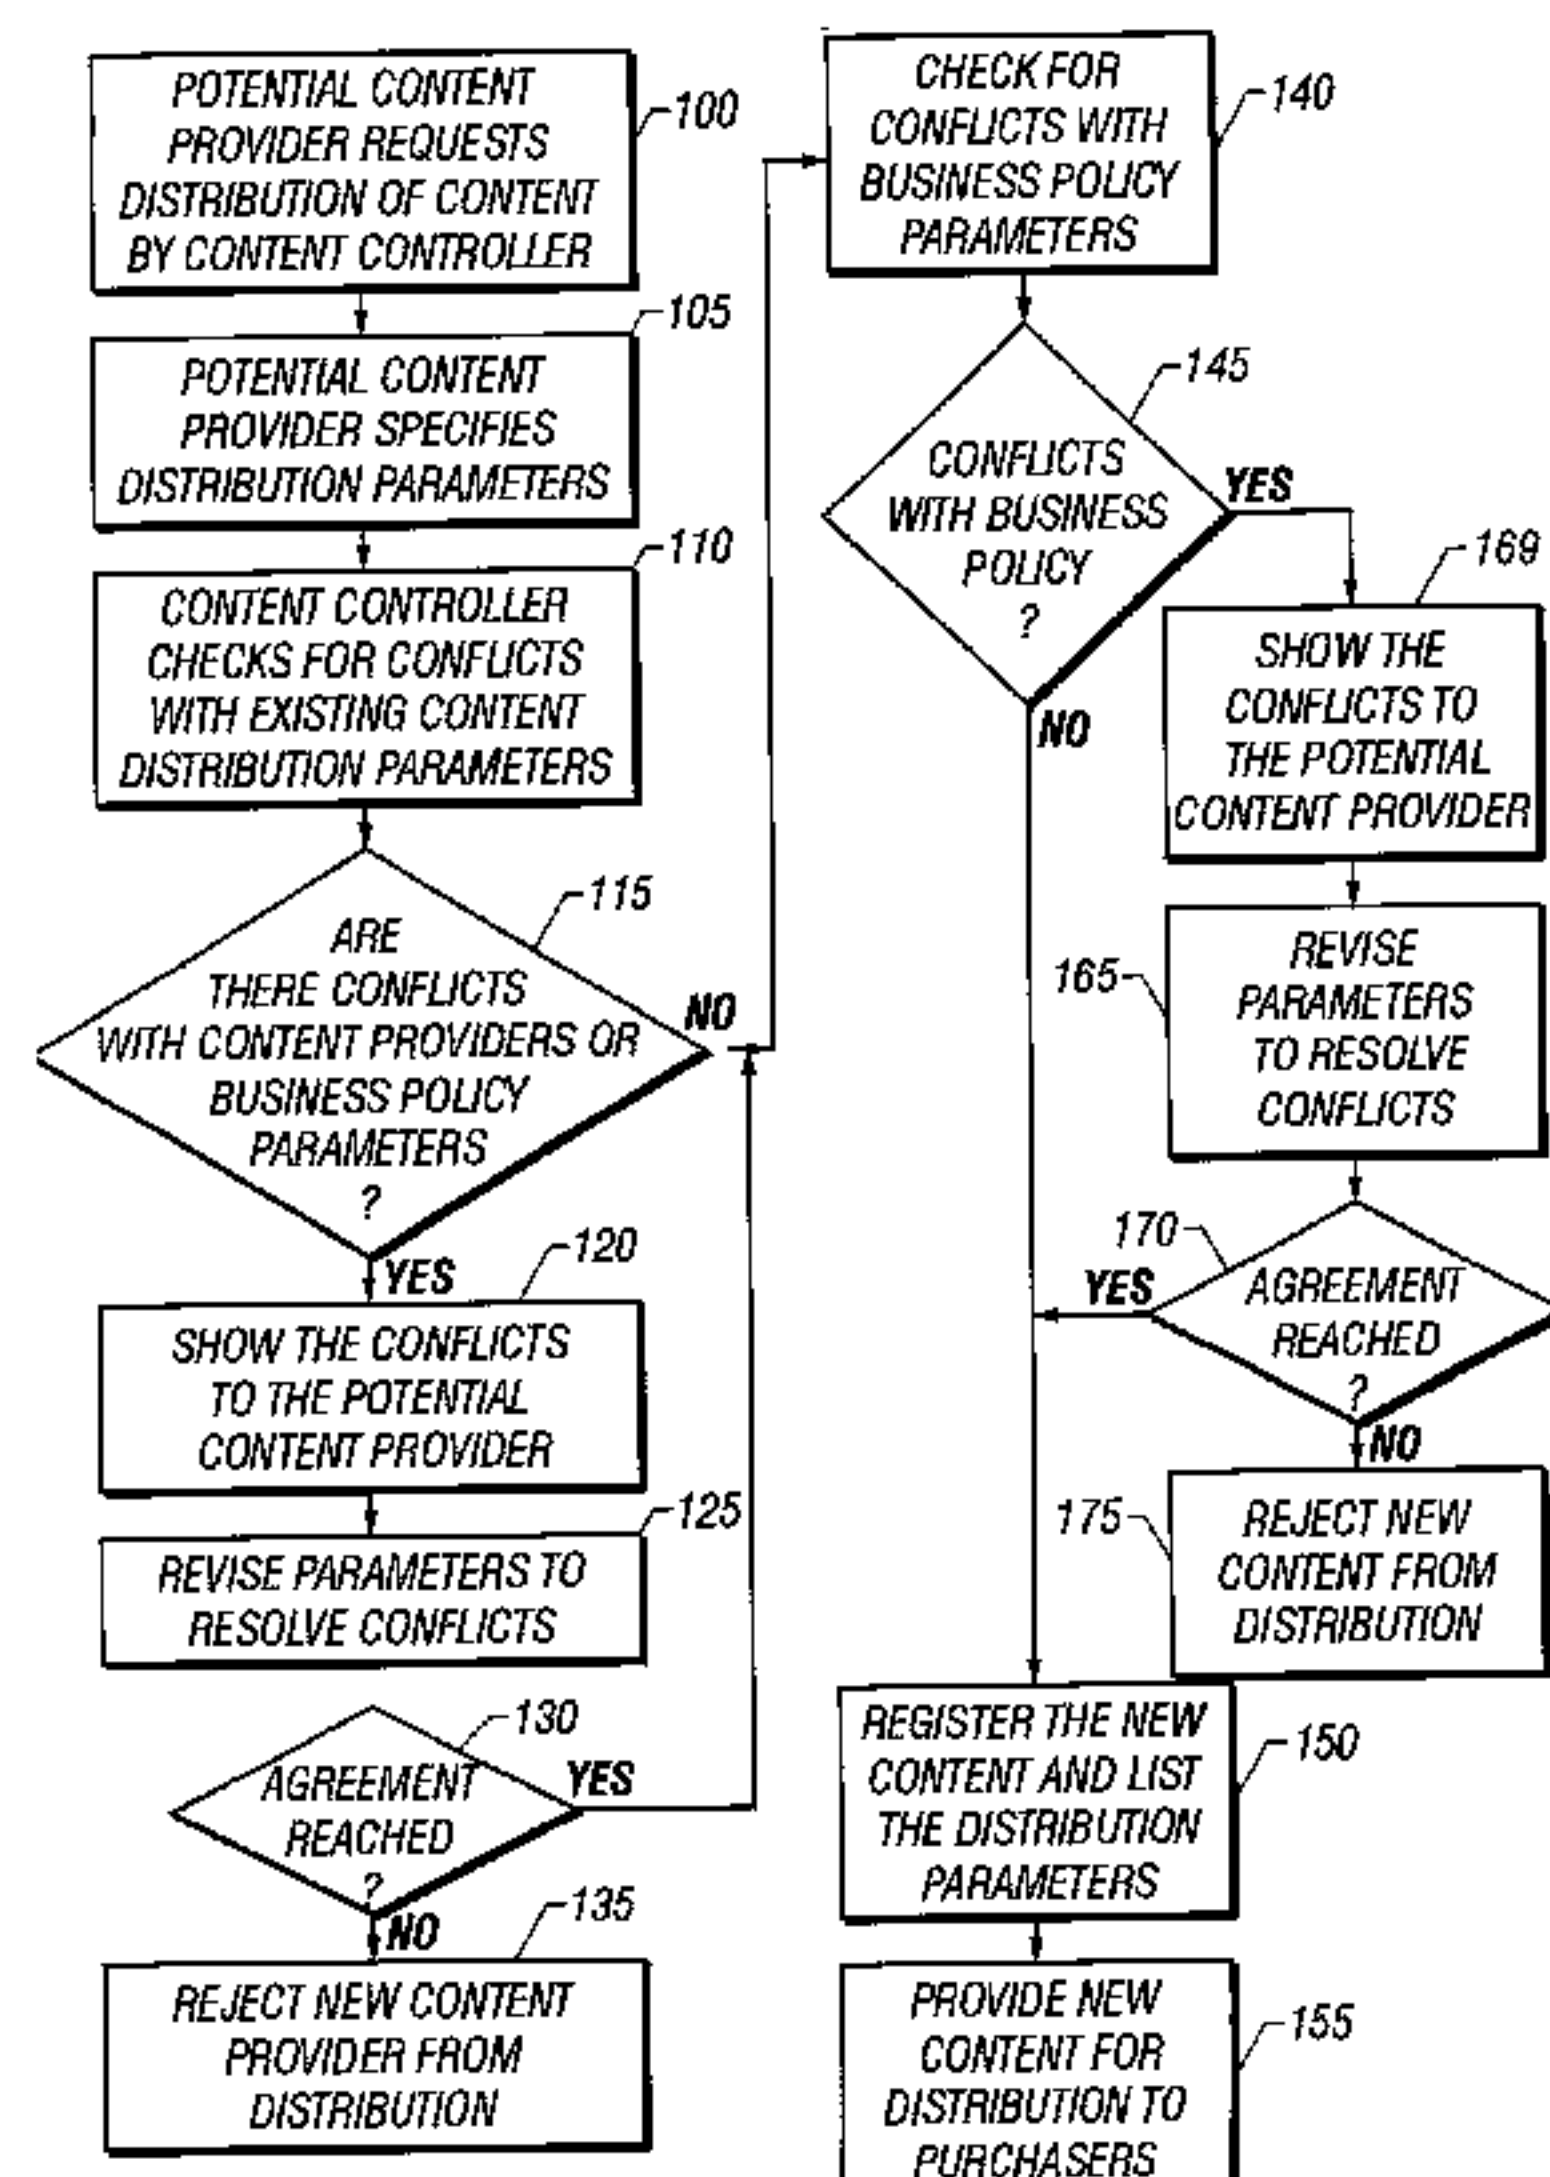 POTENTIAL CONTENT
PROVIDER REQUESTS
DISTRIBUTION OF CONTENT
BY CONTENT CONTROLLER
100
105
POTENTIAL CONTENT
PROVIDER SPECIFIES
DISTRIBUTION PARAMETERS
110
CONTENT CONTROLLER
CHECKS FOR CONFLICTS
WITH EXISTING CONTENT
DISTRIBUTION PARAMETERS
115
ARE
THERE CONFLICTS
WITH CONTENT PROVIDERS OR
BUSINESS POLICY
PARAMETERS
?
NO
YES
120
SHOW THE CONFLICTS
TO THE POTENTIAL
CONTENT PROVIDER
125
REVISE PARAMETERS TO
RESOLVE CONFLICTS
130
AGREEMENT
REACHED
?
YES
NO
135
REJECT NEW CONTENT
PROVIDER FROM
DISTRIBUTION
CHECK FOR
CONFLICTS WITH
BUSINESS POLICY
PARAMETERS
140
145
CONFLICTS
WITH BUSINESS
POLICY
?
YES
NO
169
SHOW THE
CONFLICTS TO
THE POTENTIAL
CONTENT PROVIDER
165
REVISE
PARAMETERS
TO RESOLVE
CONFLICTS
170
YES
AGREEMENT
REACHED
?
NO
175
REJECT NEW
CONTENT FROM
DISTRIBUTION
REGISTER THE NEW
CONTENT AND LIST
THE DISTRIBUTION
PARAMETERS
150
PROVIDE NEW
CONTENT FOR
DISTRIBUTION TO
PURCHASERS
155